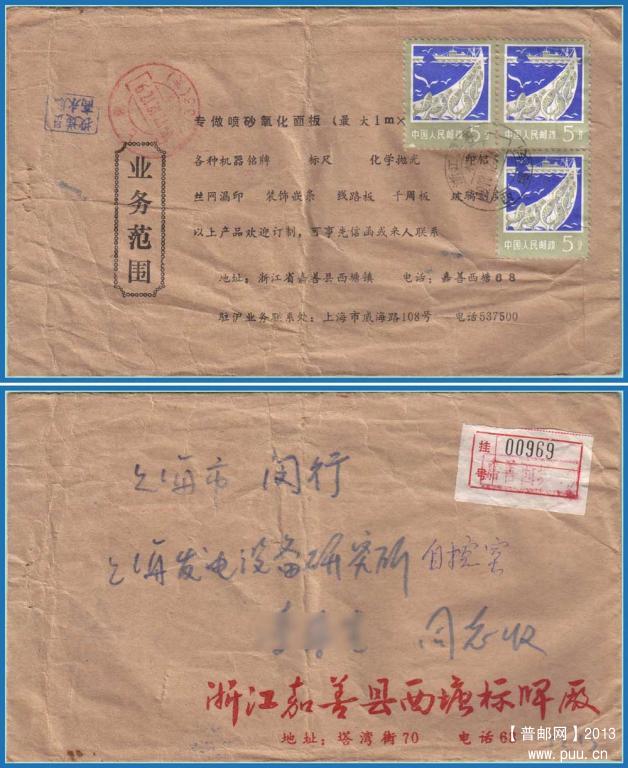 中国人民邮政 5分
中国人民邮政 5分
中国人民邮政 5分
业务范围
专做喷砂氧化面板（最大1m×
各种机器铭牌 标尺 化学抛光 印铝
丝网漏印 装饰嵌条 线路板 千周板 玻璃刻度
以上产品欢迎订制，可事先信函或来人联系
地址：浙江省嘉善县西塘镇 电话：嘉善西塘68
驻沪业务联系处：上海市威海路108号 电话537500
挂号
00969
上海市 闵行
上海发电设备研究所 自控室
同志收
浙江嘉善县西塘标牌厂
地址：塔湾街70 电话6
【普邮网】2013
www.puu.cn